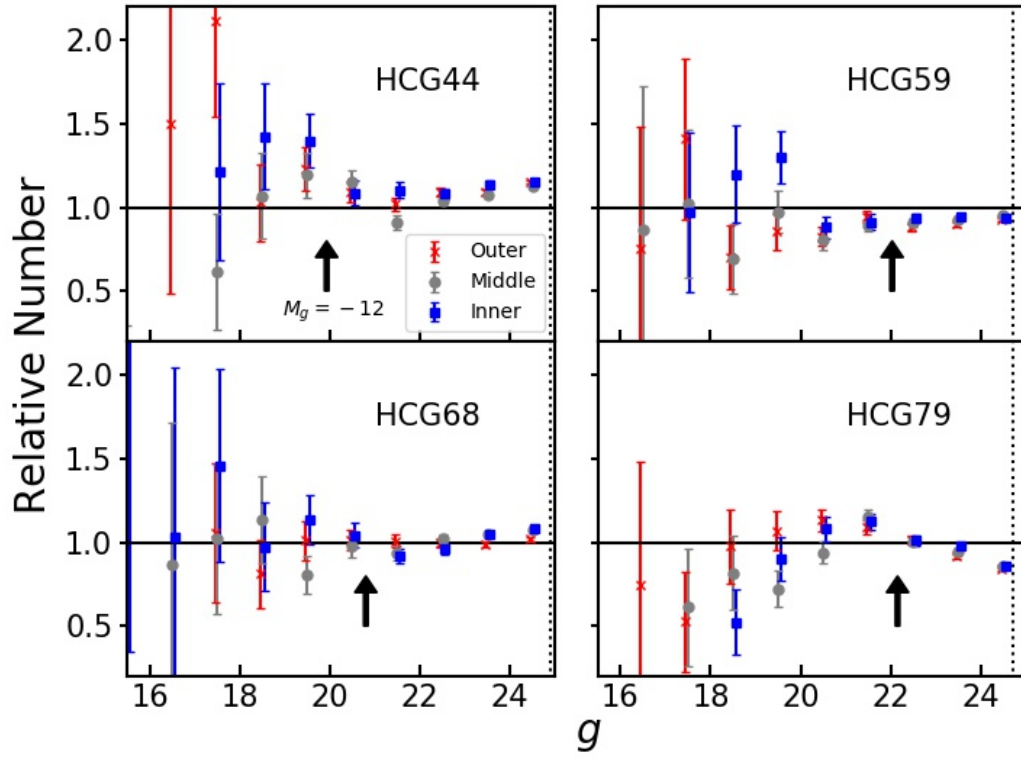 Relative Number
2.0
1.5
1.0
0.5
HCG44
M_g = −12
Outer
Middle
Inner
HCG59
2.0
1.5
1.0
0.5
HCG68
HCG79
16 18 20 22 24
16 18 20 22 24
g